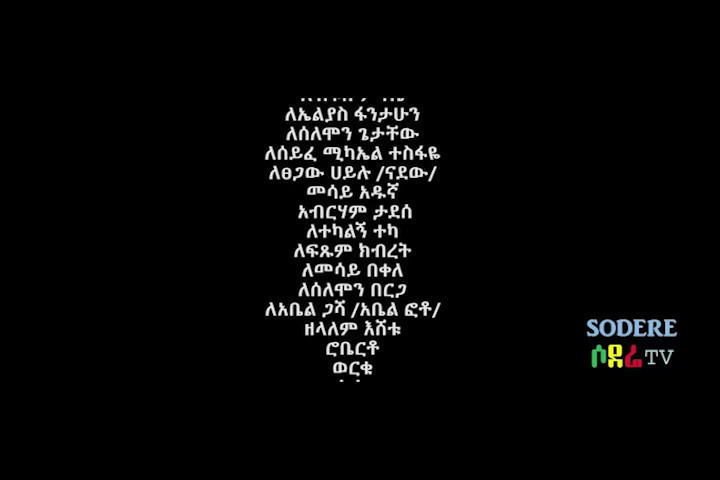 ለኤልያስ ፋንታሁን
ለሰለሞን ጌታቸው
ለሰይፈ ሚካኤል ተስፋዬ
ለፀጋው ሀይሉ /ናደው/
መሳይ አዱኛ
አብርሃም ታደሰ
ለተካልኝ ተካ
ለፍጹም ክብረት
ለመሳይ በቀለ
ለሰለሞን በርጋ
ለአቤል ጋሻ /አቤል ፎቶ/
ዘላለም እሸቱ
ሮቤርቶ
ወርቁ
SODERE
ሶደሬ TV